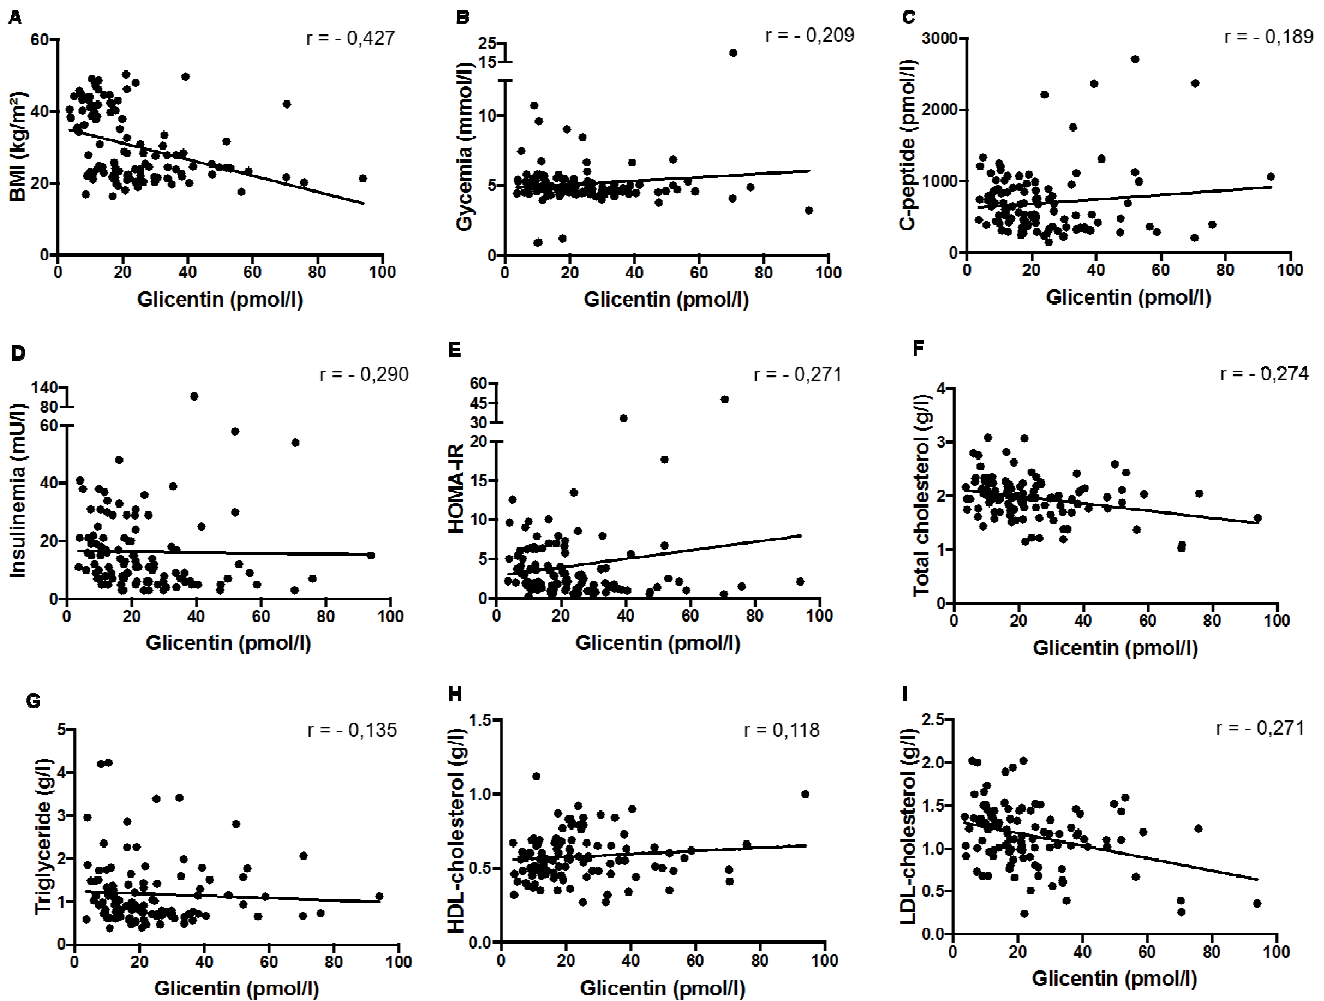 A
r = - 0,427
60
40
20
0
BMI (kg/m²)
0 20 40 60 80 100
Glicentin (pmol/l)
B
r = - 0,209
25
15
10
5
0
Gycemia (mmol/l)
0 20 40 60 80 100
Glicentin (pmol/l)
C
r = - 0,189
3000
2000
1000
0
C-peptide (pmol/l)
0 20 40 60 80 100
Glicentin (pmol/l)
D
r = - 0,290
140
80
60
40
20
0
Insulinemia (mU/l)
0 20 40 60 80 100
Glicentin (pmol/l)
E
r = - 0,271
60
45
30
20
15
10
5
0
HOMA-IR
0 20 40 60 80 100
Glicentin (pmol/l)
F
r = - 0,274
4
3
2
1
0
Total cholesterol (g/l)
0 20 40 60 80 100
Glicentin (pmol/l)
G
r = - 0,135
5
4
3
2
1
0
Triglyceride (g/l)
0 20 40 60 80 100
Glicentin (pmol/l)
H
r = 0,118
1.5
1.0
0.5
0.0
HDL-cholesterol (g/l)
0 20 40 60 80 100
Glicentin (pmol/l)
I
r = - 0,271
2.5
2.0
1.5
1.0
0.5
0.0
LDL-cholesterol (g/l)
0 20 40 60 80 100
Glicentin (pmol/l)